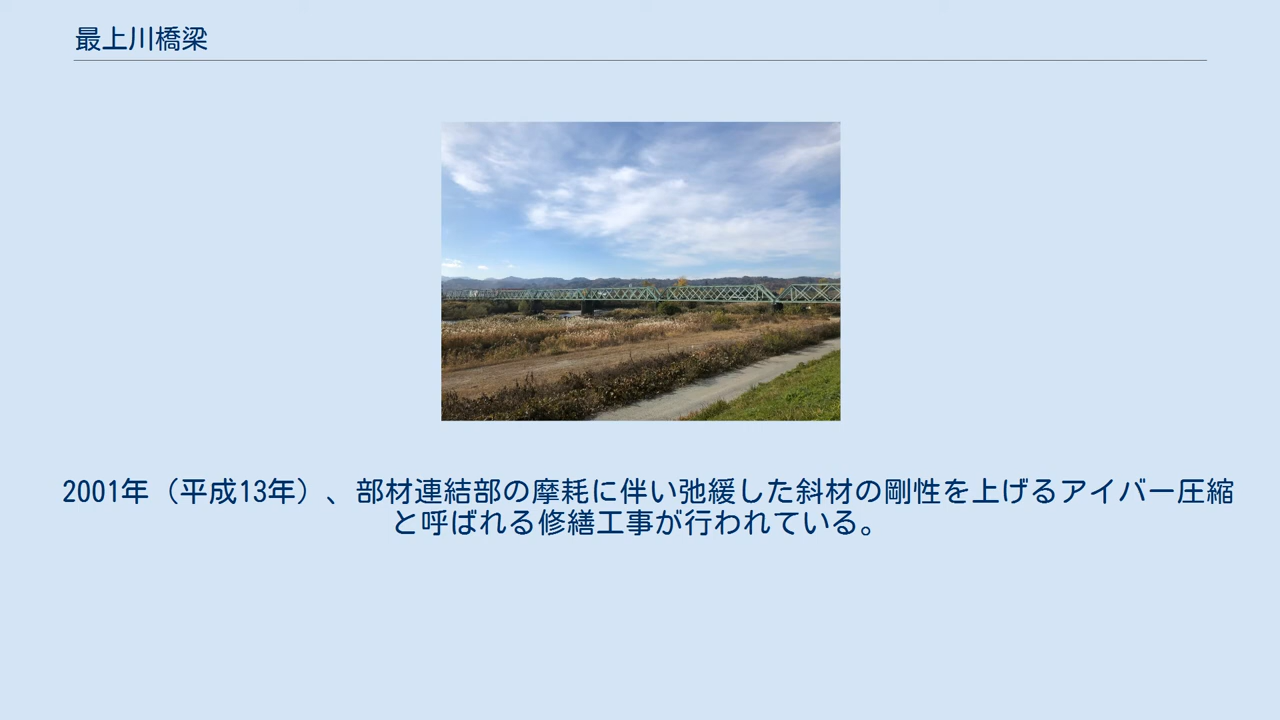 最上川橋梁
2001年（平成13年）、部材連結部の摩耗に伴い弛緩した斜材の剛性を上げるアイバー圧縮
と呼ばれる修繕工事が行われている。